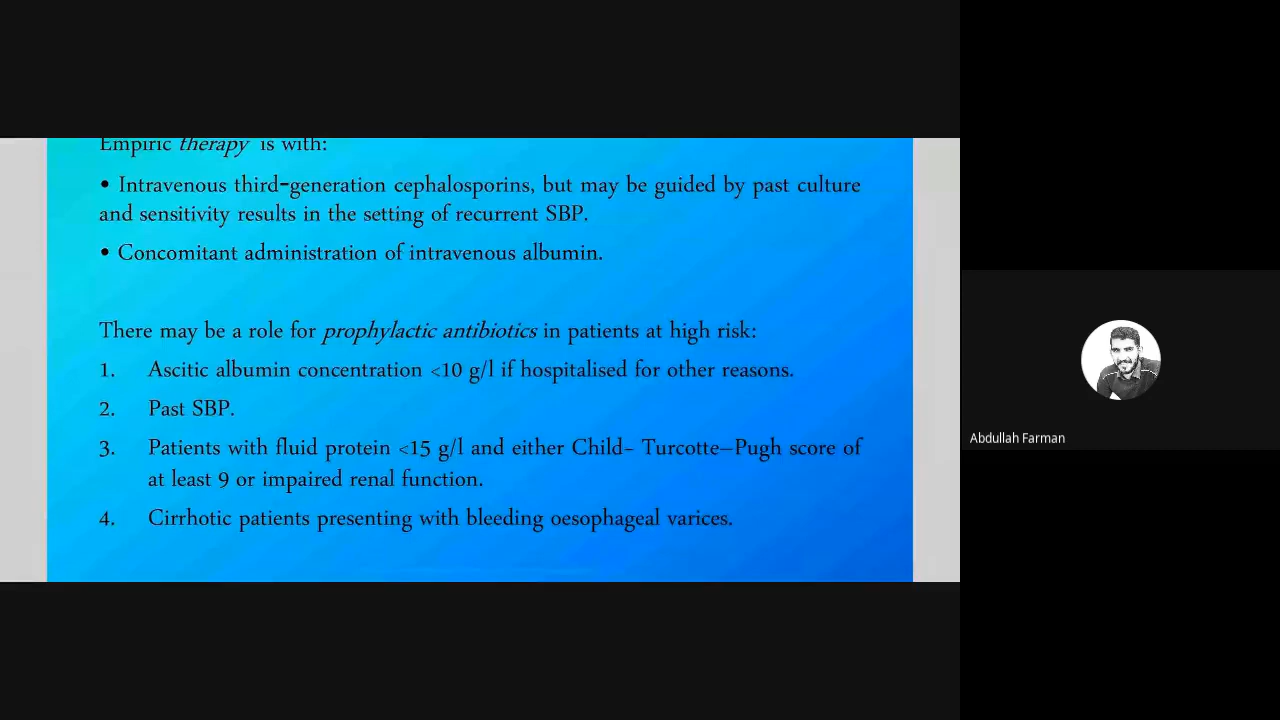 Empiric therapy is with:
• Intravenous third-generation cephalosporins, but may be guided by past culture
and sensitivity results in the setting of recurrent SBP.
• Concomitant administration of intravenous albumin.
There may be a role for prophylactic antibiotics in patients at high risk:
1. Ascitic albumin concentration <10 g/l if hospitalised for other reasons.
2. Past SBP.
3. Patients with fluid protein <15 g/l and either Child- Turcotte–Pugh score of
at least 9 or impaired renal function.
4. Cirrhotic patients presenting with bleeding oesophageal varices.
Abdullah Farman